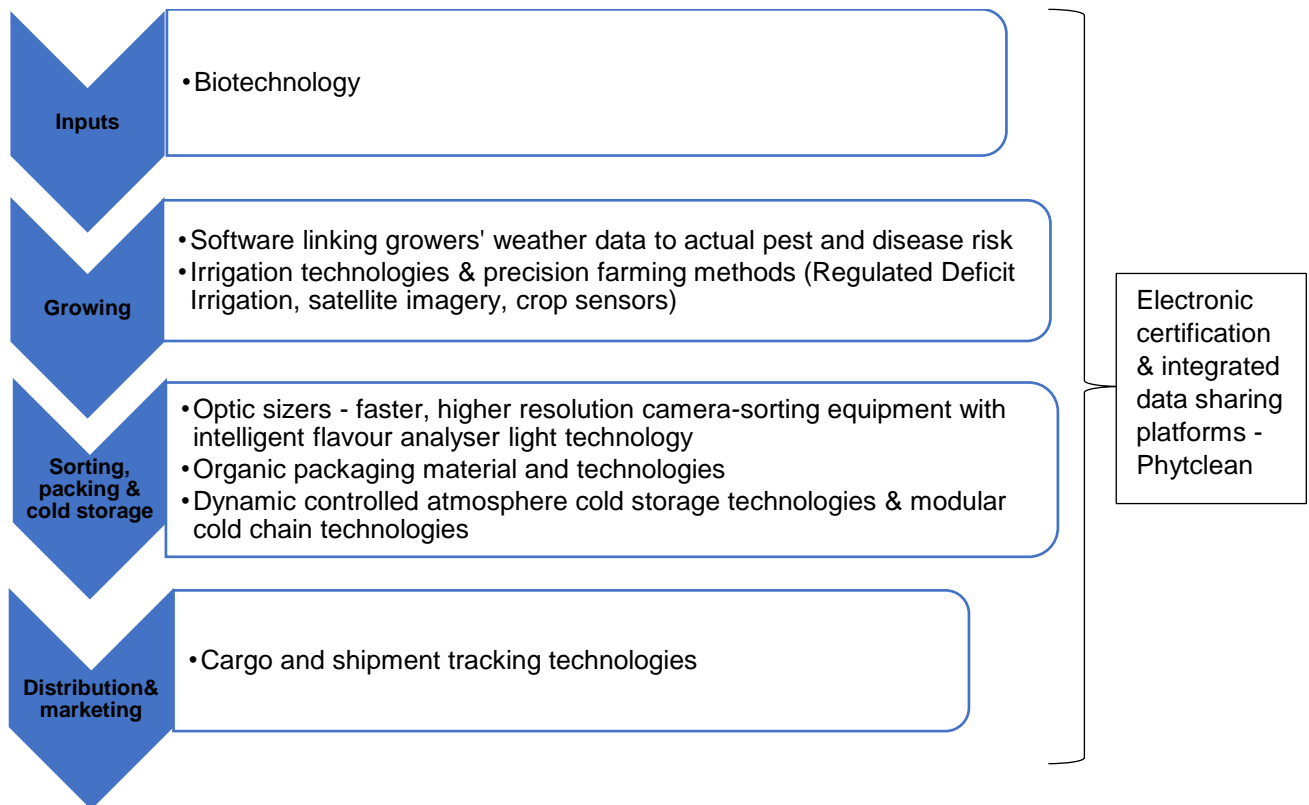 Inputs
•Biotechnology
Growing
•Software linking growers' weather data to actual pest and disease risk
•Irrigation technologies & precision farming methods (Regulated Deficit
Irrigation, satellite imagery, crop sensors)
Sorting,
packing &
cold storage
•Optic sizers - faster, higher resolution camera-sorting equipment with
intelligent flavour analyser light technology
•Organic packaging material and technologies
•Dynamic controlled atmosphere cold storage technologies & modular
cold chain technologies
Distribution&
marketing
•Cargo and shipment tracking technologies
Electronic
certification
& integrated
data sharing
platforms -
Phytclean